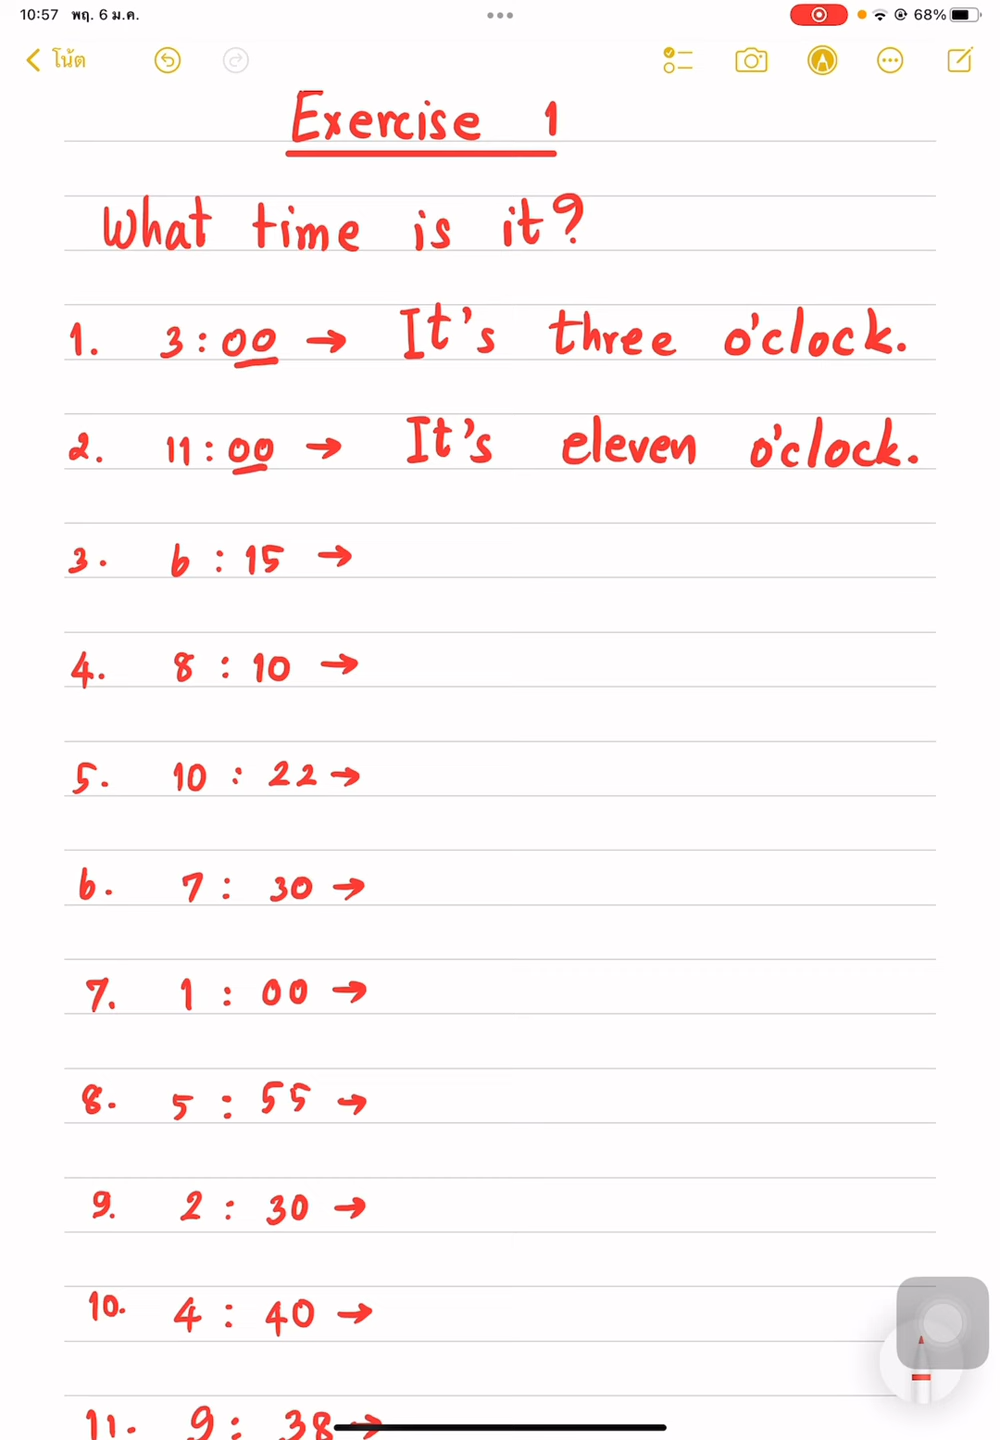 10:57 พฤ. 6 ม.ค.
68%
โน้ต
Exercise 1
What time is it?
1. 3:00 → It's three o'clock.
2. 11:00 → It's eleven o'clock.
3. 6 : 15 →
4. 8 : 10 →
5. 10 : 22 →
6. 7 : 30 →
7. 1 : 00 →
8. 5 : 55 →
9. 2 : 30 →
10. 4 : 40 →
11. 9 : 38 →